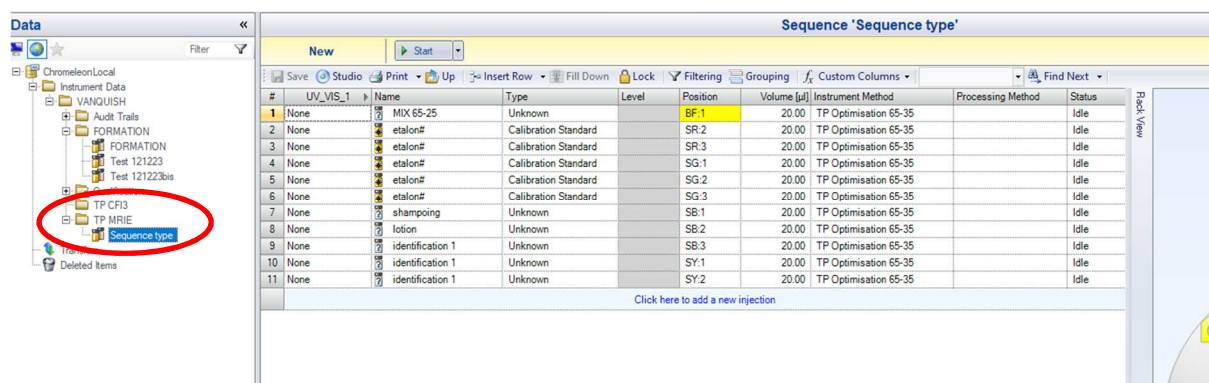 Data «
Sequence 'Sequence type'
Filter
New Start
Save Studio Print Up Insert Row Fill Down Lock Filtering Grouping Custom Columns Find Next
ChromeleonLocal
Instrument Data
VANQUISH
Audit Trails
FORMATION
FORMATION
Test 121223
Test 121223bis
TP CFI3
TP MRIE
Sequence type
Deleted Items
# UV_VIS_1 Name Type Level Position Volume [µl] Instrument Method Processing Method Status
1 None MIX 65-25 Unknown BF:1 20.00 TP Optimisation 65-35 Idle
2 None etalon# Calibration Standard SR:2 20.00 TP Optimisation 65-35 Idle
3 None etalon# Calibration Standard SR:3 20.00 TP Optimisation 65-35 Idle
4 None etalon# Calibration Standard SG:1 20.00 TP Optimisation 65-35 Idle
5 None etalon# Calibration Standard SG:2 20.00 TP Optimisation 65-35 Idle
6 None etalon# Calibration Standard SG:3 20.00 TP Optimisation 65-35 Idle
7 None shampoing Unknown SB:1 20.00 TP Optimisation 65-35 Idle
8 None lotion Unknown SB:2 20.00 TP Optimisation 65-35 Idle
9 None identification 1 Unknown SB:3 20.00 TP Optimisation 65-35 Idle
10 None identification 1 Unknown SY:1 20.00 TP Optimisation 65-35 Idle
11 None identification 1 Unknown SY:2 20.00 TP Optimisation 65-35 Idle
Click here to add a new injection
Rack View